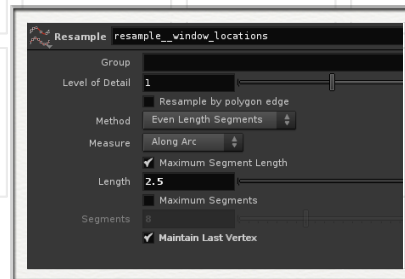 Resample resample__window_locations
Group
Level of Detail 1
Resample by polygon edge
Method Even Length Segments
Measure Along Arc
Maximum Segment Length
Length 2.5
Maximum Segments
Segments 8
Maintain Last Vertex